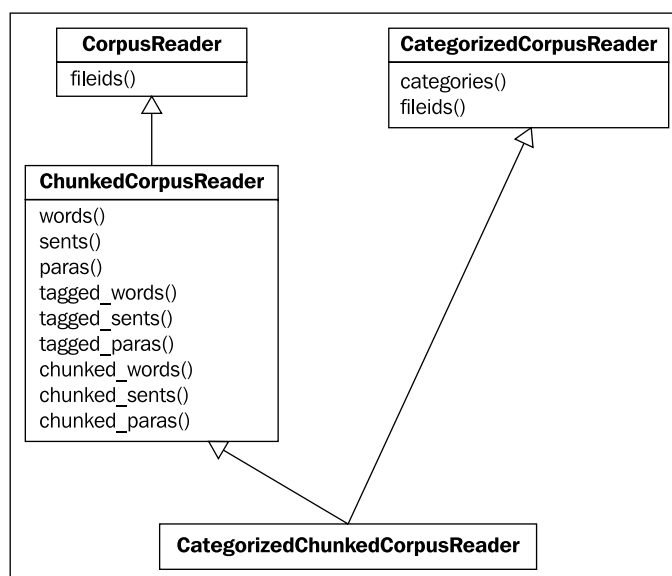 CorpusReader
fileids()
CategorizedCorpusReader
categories()
fileids()
ChunkedCorpusReader
words()
sents()
paras()
tagged_words()
tagged_sents()
tagged_paras()
chunked_words()
chunked_sents()
chunked_paras()
CategorizedChunkedCorpusReader